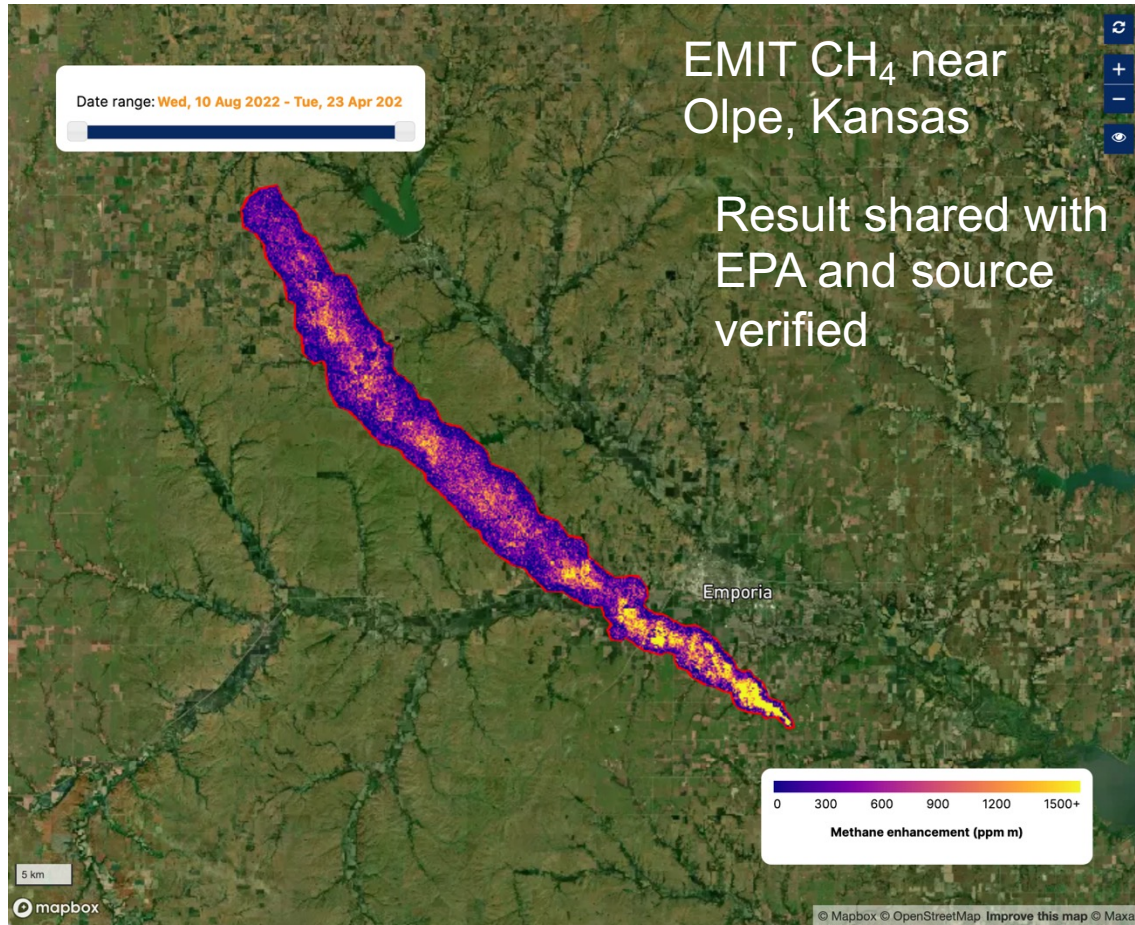 EMIT CH₄ near
Olpe, Kansas
Date range: Wed, 10 Aug 2022 - Tue, 23 Apr 202
Result shared with
EPA and source
verified
Emporia
0 300 600 900 1200 1500+
Methane enhancement (ppm m)
5 km
mapbox
© Mapbox © OpenStreetMap Improve this map © Maxa